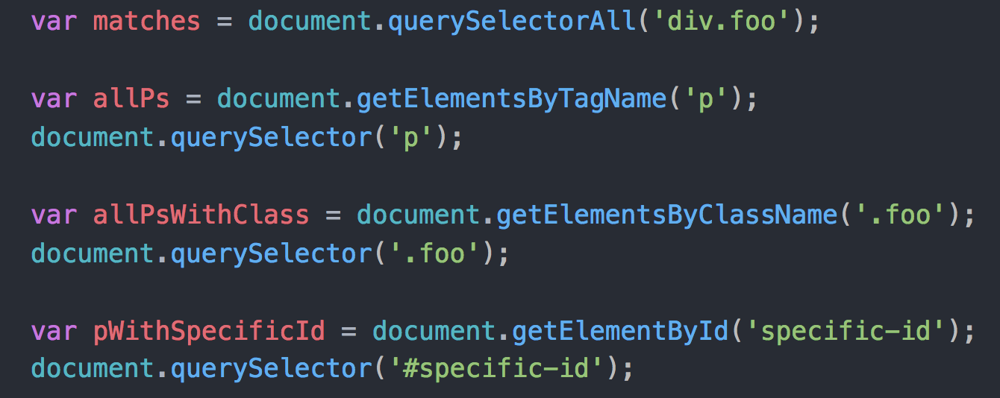 var matches = document.querySelectorAll('div.foo');
var allPs = document.getElementsByTagName('p');
document.querySelector('p');
var allPsWithClass = document.getElementsByClassName('.foo');
document.querySelector('.foo');
var pWithSpecificId = document.getElementById('specific-id');
document.querySelector('#specific-id');